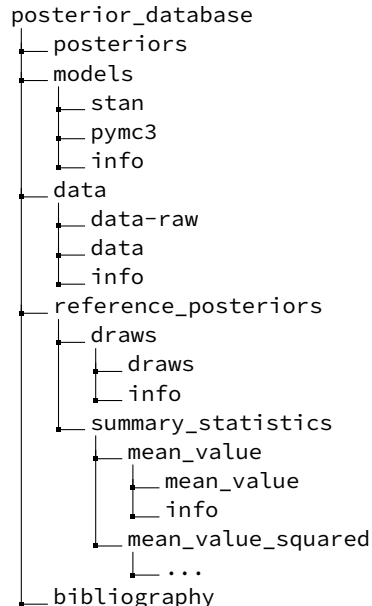 posterior_database
posteriors
models
stan
pymc3
info
data
data-raw
data
info
reference_posteriors
draws
draws
info
summary_statistics
mean_value
mean_value
info
mean_value_squared
...
bibliography